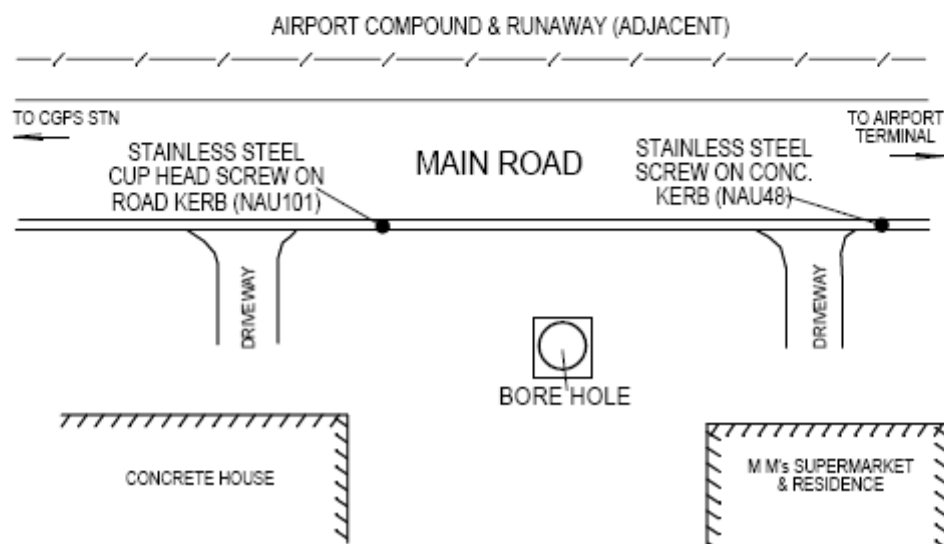 AIRPORT COMPOUND & RUNAWAY (ADJACENT)
TO CGPS STN
TO AIRPORT
TERMINAL
STAINLESS STEEL
CUP HEAD SCREW ON
ROAD KERB (NAU101)
MAIN ROAD
STAINLESS STEEL
SCREW ON CONC.
KERB (NAU48)
DRIVEWAY
DRIVEWAY
BORE HOLE
CONCRETE HOUSE
M M's SUPERMARKET
& RESIDENCE